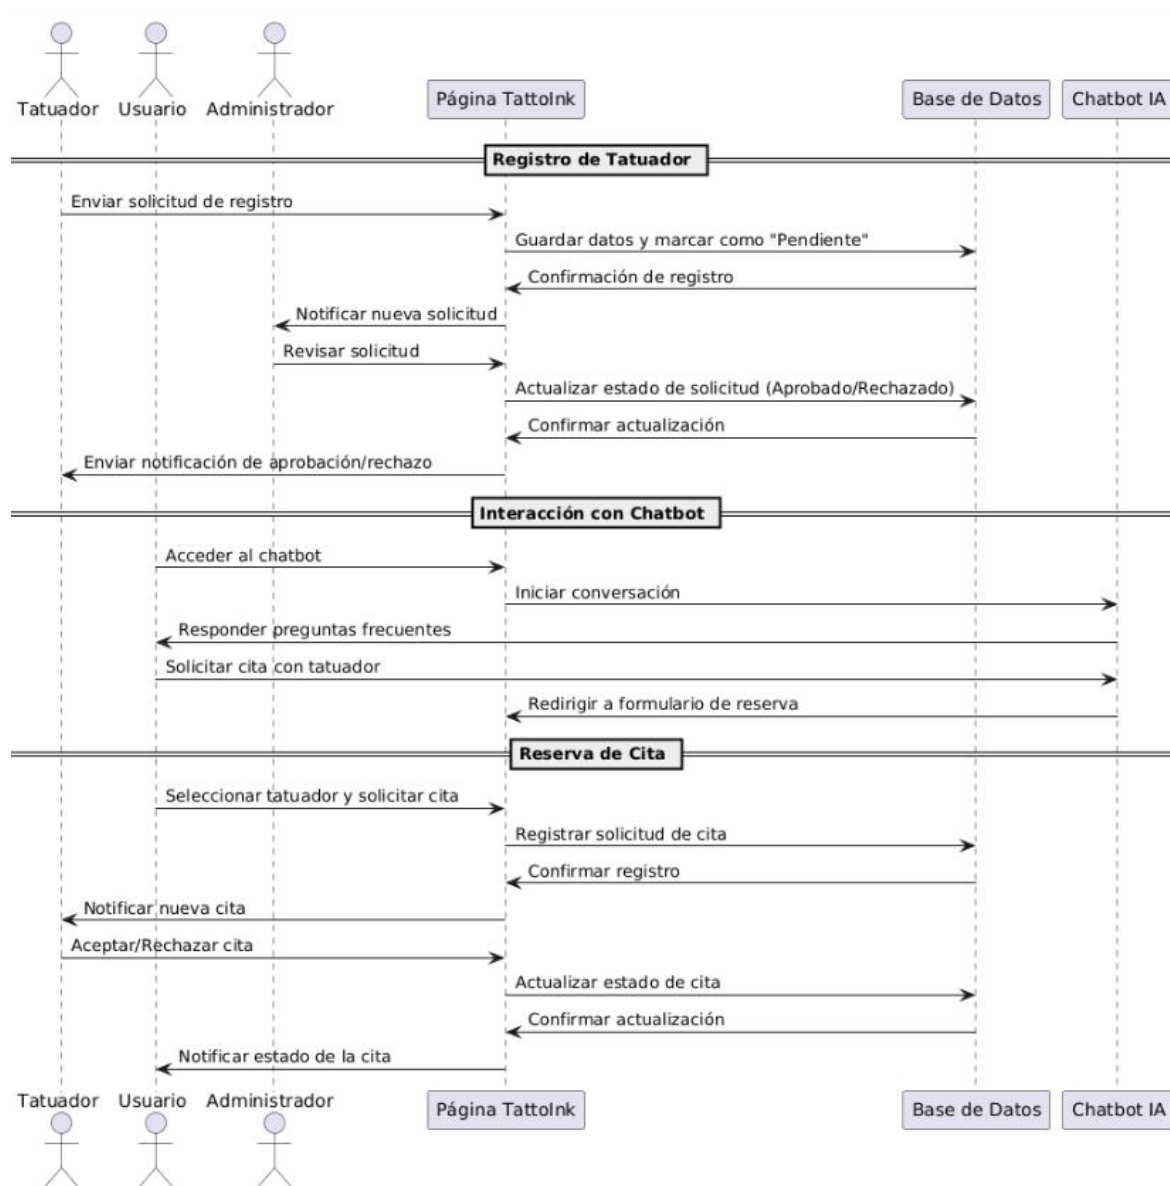 Tatuador Usuario Administrador Página TattoInk Base de Datos Chatbot IA
Registro de Tatuador
Enviar solicitud de registro
Guardar datos y marcar como "Pendiente"
Confirmación de registro
Notificar nueva solicitud
Revisar solicitud
Actualizar estado de solicitud (Aprobado/Rechazado)
Confirmar actualización
Enviar notificación de aprobación/rechazo
Interacción con Chatbot
Acceder al chatbot
Iniciar conversación
Responder preguntas frecuentes
Solicitar cita con tatuador
Redirigir a formulario de reserva
Reserva de Cita
Seleccionar tatuador y solicitar cita
Registrar solicitud de cita
Confirmar registro
Notificar nueva cita
Aceptar/Rechazar cita
Actualizar estado de cita
Confirmar actualización
Notificar estado de la cita
Tatuador Usuario Administrador Página TattoInk Base de Datos Chatbot IA